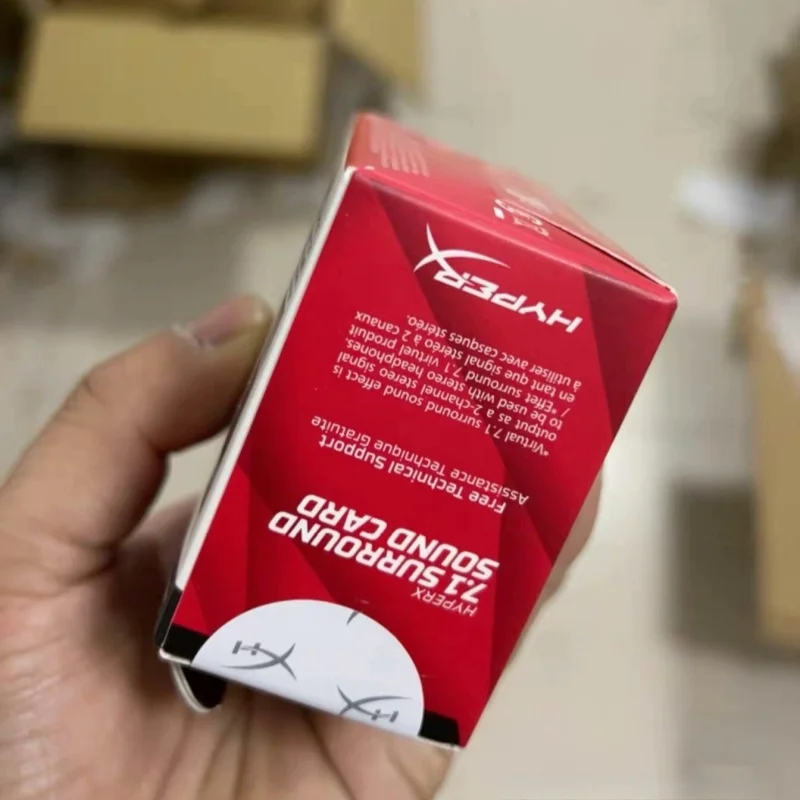 HYPERX
7.1 SURROUND
SOUND CARD
Free Technical Support
Assistance Technique Gratuite
*Virtual 7.1 surround sound effect is
output as a 2-channel stereo signal
to be used with stereo headphones.
/ *Effet surround 7.1 virtuel produit
en tant que signal stéréo à 2 canaux
à utiliser avec casques stéréo.
HYPERX
HX
HX